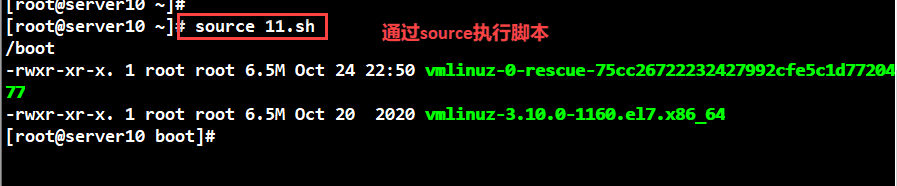 [root@server10 ~]#
[root@server10 ~]# source 11.sh 通过source执行脚本
/boot
-rwxr-xr-x. 1 root root 6.5M Oct 24 22:50 vmlinuz-0-rescue-75cc26722232427992cfe5c1d77204
77
-rwxr-xr-x. 1 root root 6.5M Oct 20  2020 vmlinuz-3.10.0-1160.el7.x86_64
[root@server10 boot]#